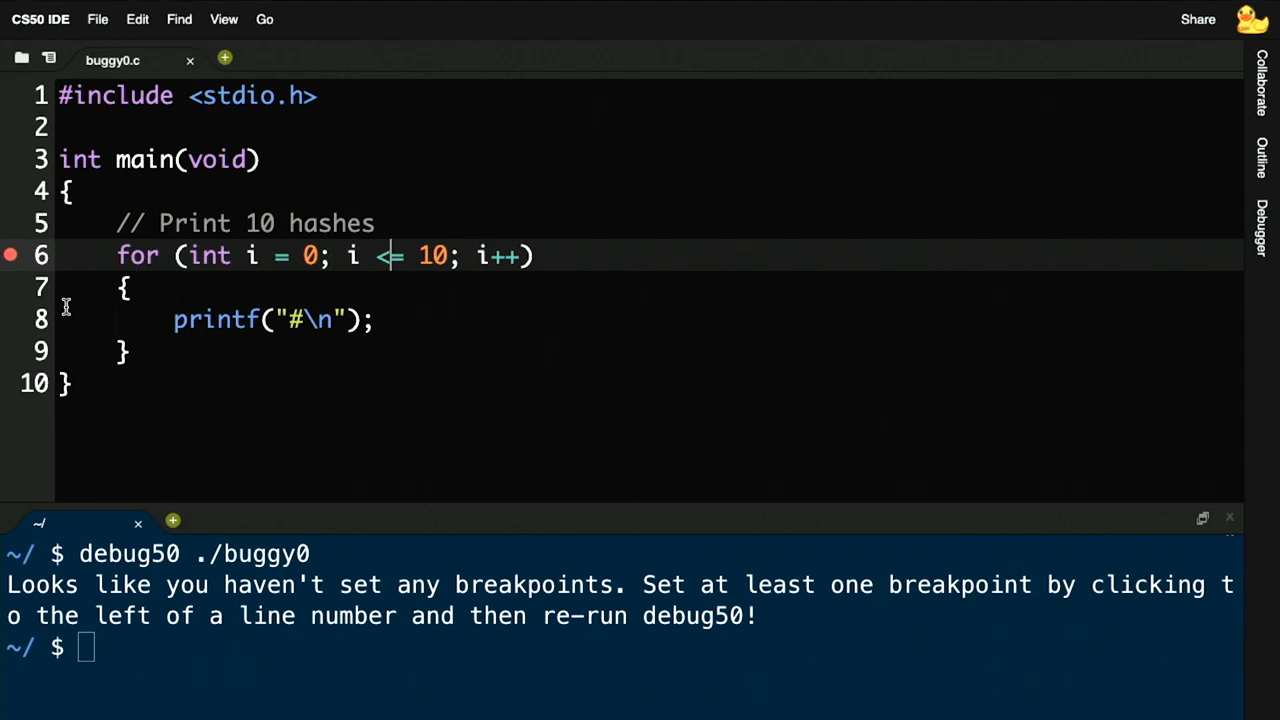 CS50 IDE File Edit View Find Go Share
buggy0.c
Collaborate
Outline
Debugger
1 #include <stdio.h>
2
3 int main(void)
4 {
5     // Print 10 hashes
6     for (int i = 0; i <= 10; i++)
7     {
8         printf("#\n");
9     }
10 }
~/
~/ $ debug50 ./buggy0
Looks like you haven't set any breakpoints. Set at least one breakpoint by clicking t
o the left of a line number and then re-run debug50!
~/ $